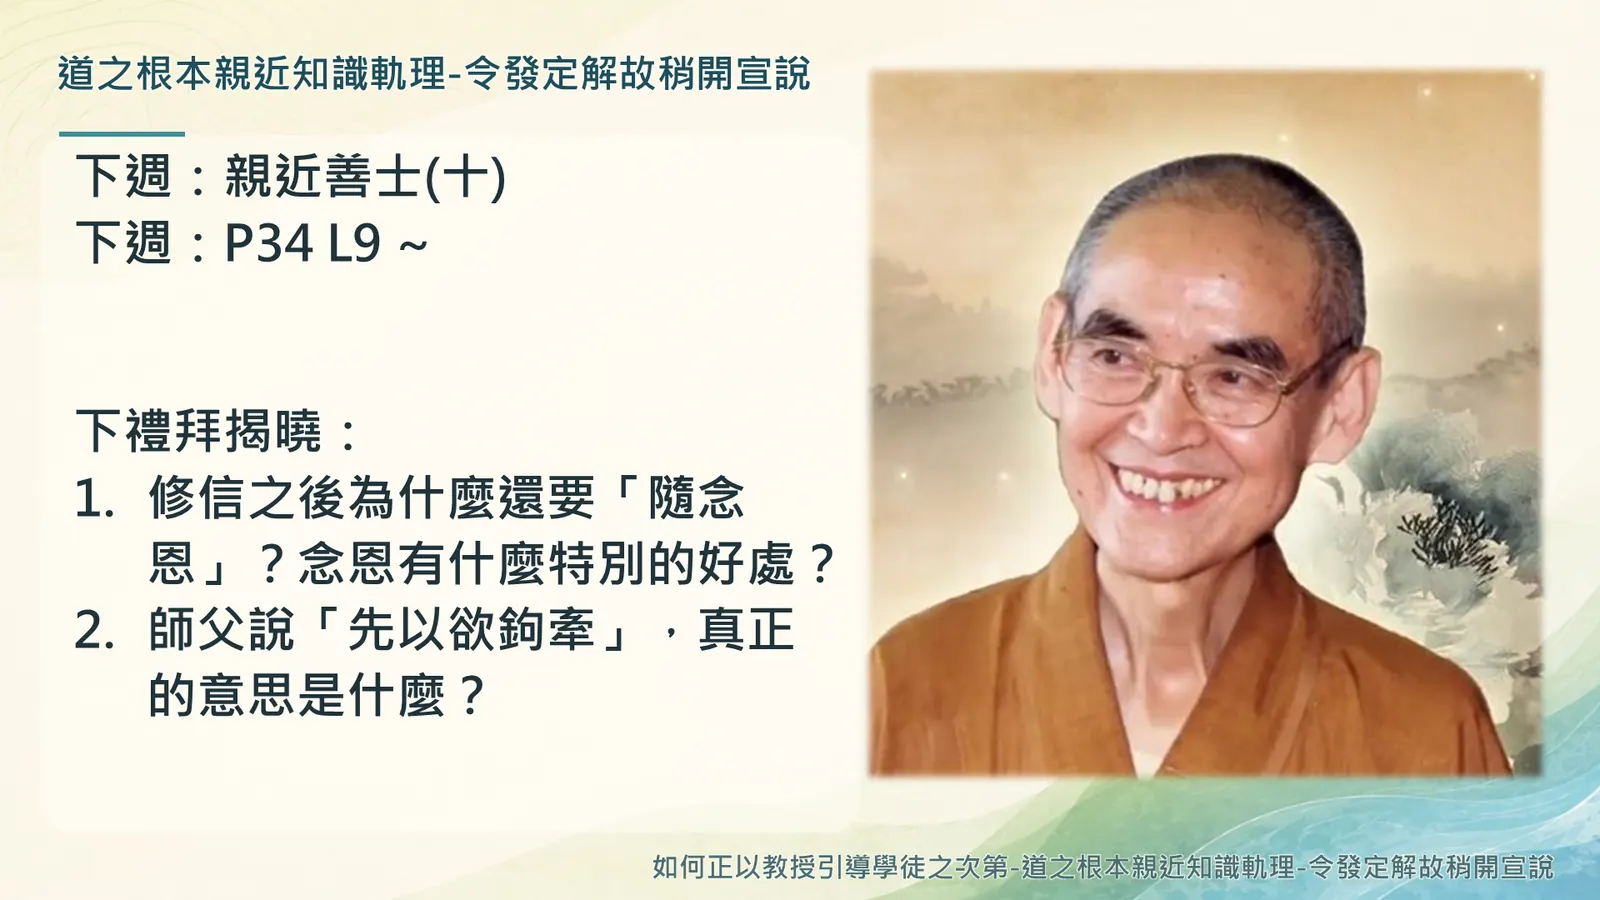 道之根本親近知識軌理-令發定解故稍開宣說
下週：親近善士(十)
下週：P34 L9 ~
下禮拜揭曉：
1. 修信之後為什麼還要「隨念
恩」？念恩有什麼特別的好處？
2. 師父說「先以欲鉤牽」，真正
的意思是什麼？
如何正以教授引導學徒之次第-道之根本親近知識軌理-令發定解故稍開宣說